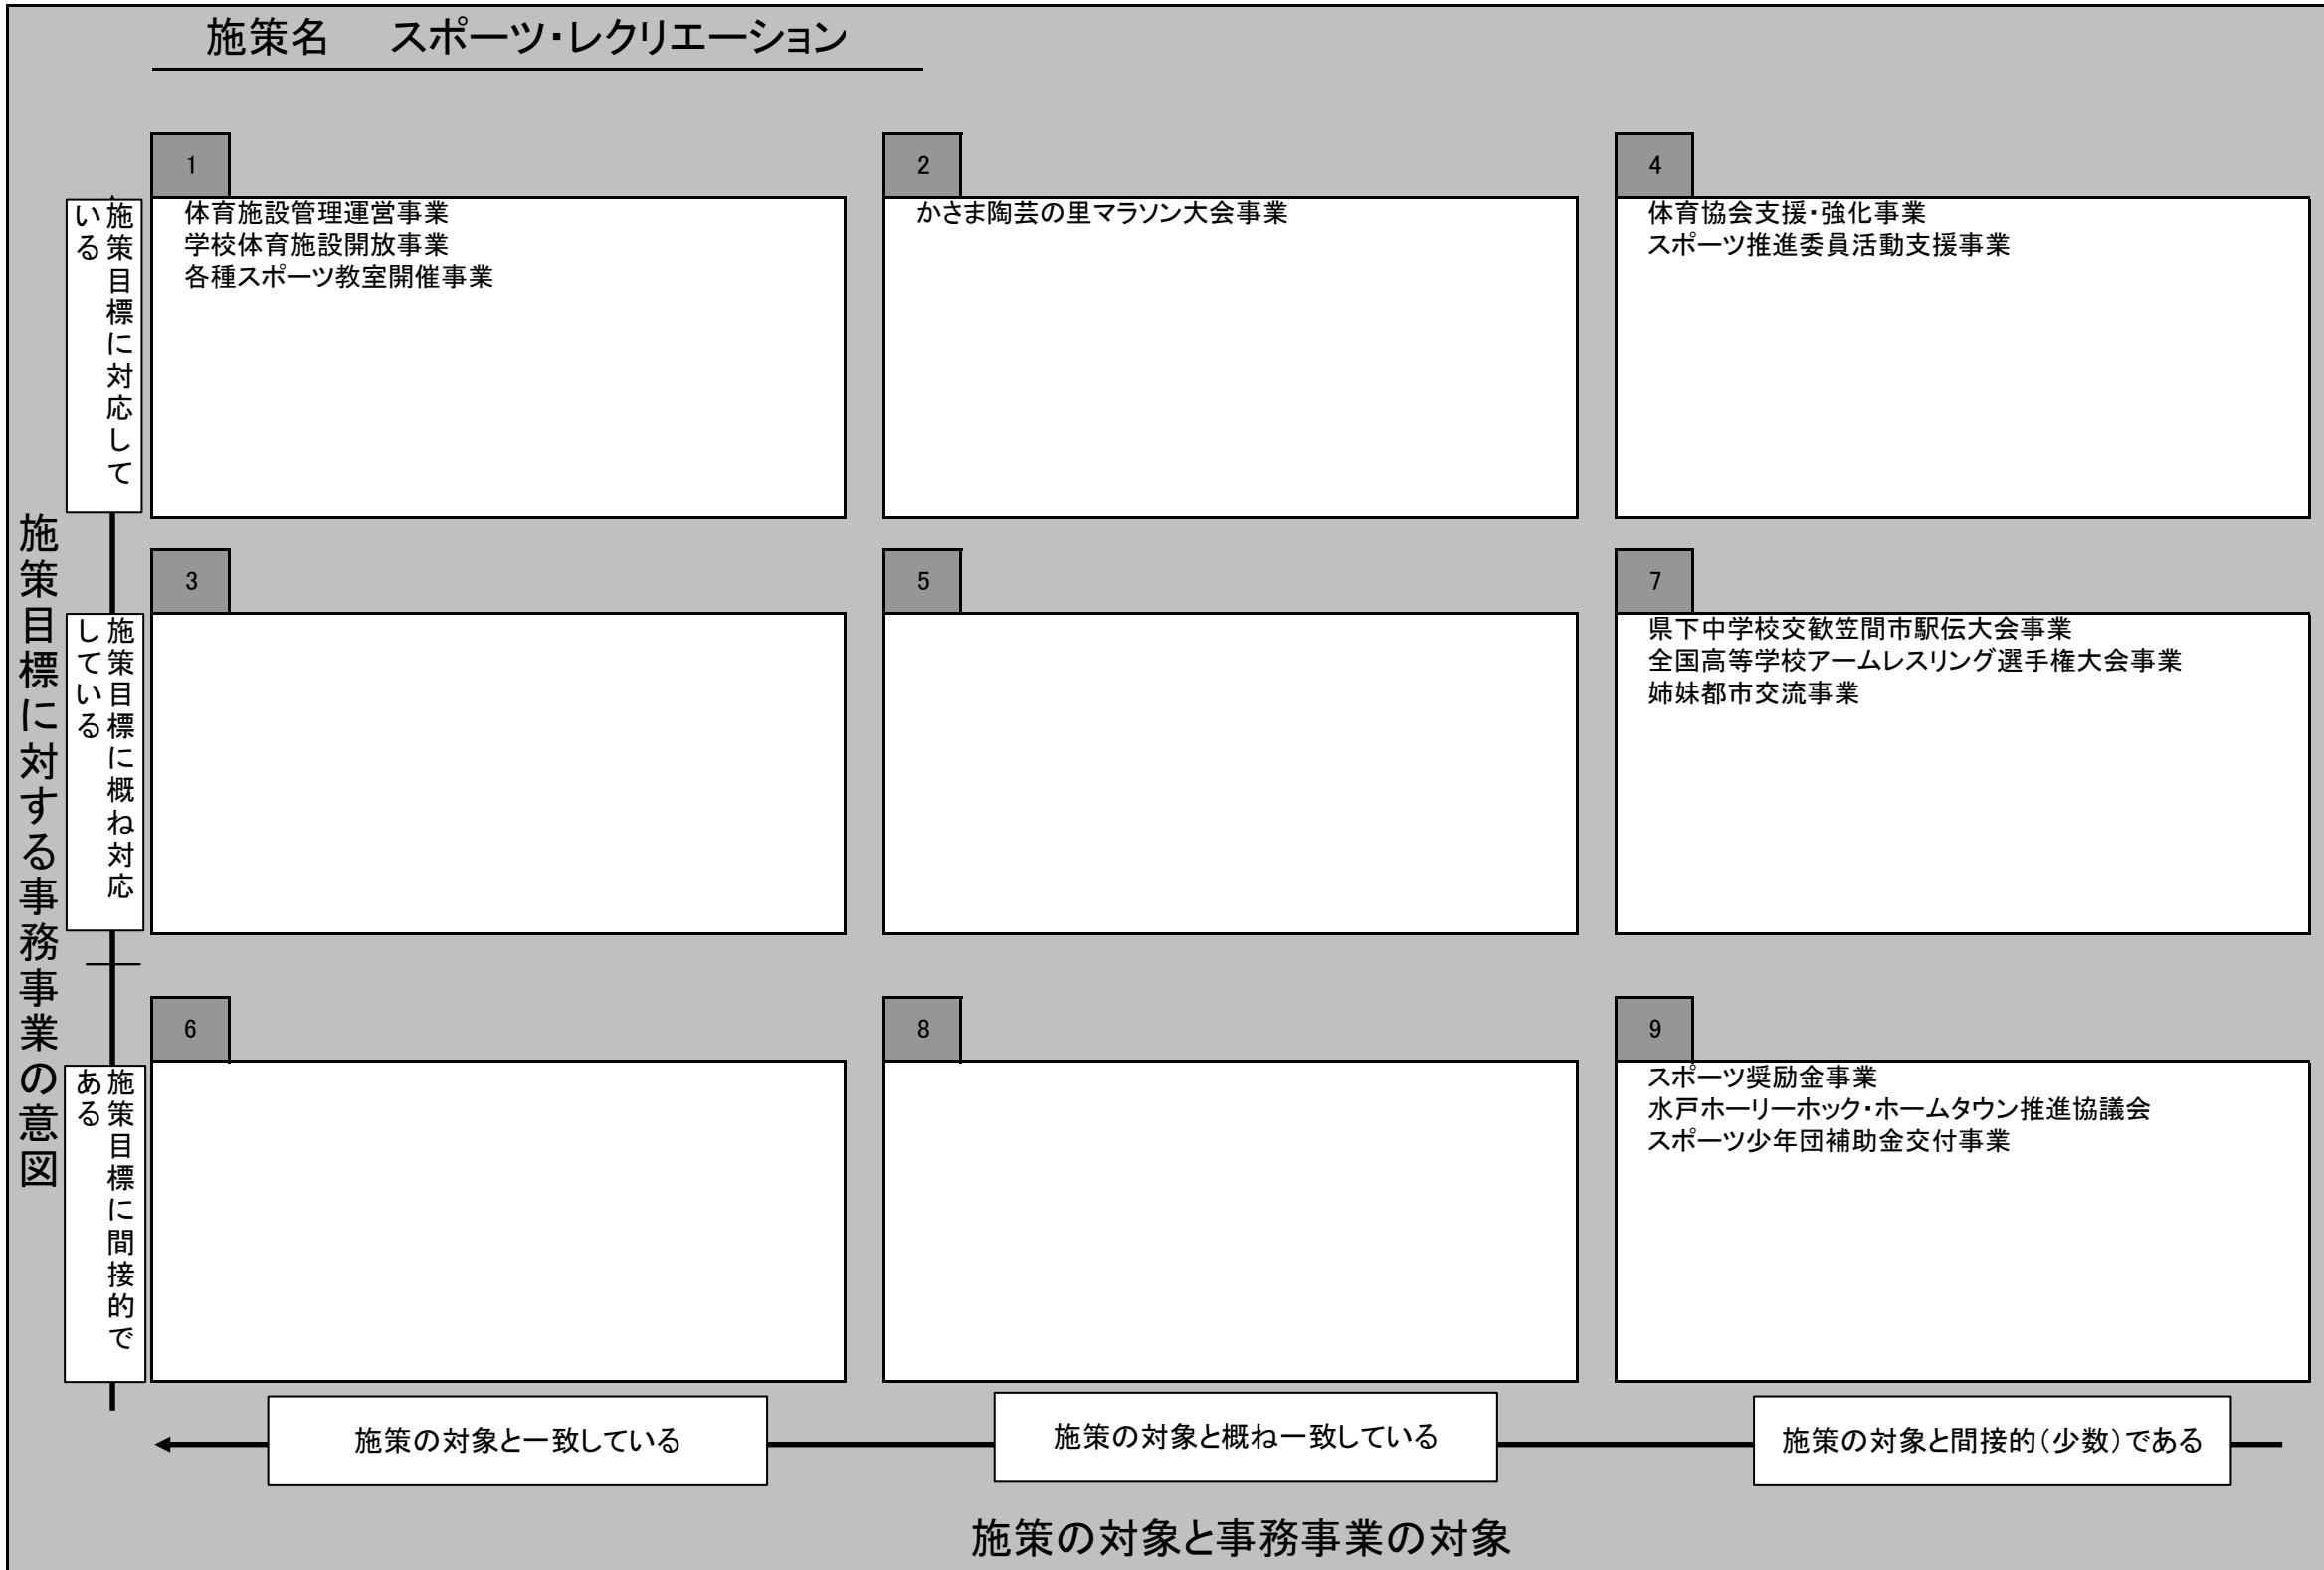 施策名　スポーツ・レクリエーション
1
体育施設管理運営事業
学校体育施設開放事業
各種スポーツ教室開催事業
2
かさま陶芸の里マラソン大会事業
4
体育協会支援・強化事業
スポーツ推進委員活動支援事業
施策目標に対応して
いる
3
5
7
県下中学校交歓笠間市駅伝大会事業
全国高等学校アームレスリング選手権大会事業
姉妹都市交流事業
施策目標に概ね対応
している
施策目標に対する事務事業の意図
6
8
9
スポーツ奨励金事業
水戸ホーリーホック・ホームタウン推進協議会
スポーツ少年団補助金交付事業
施策目標に間接的で
ある
施策の対象と一致している
施策の対象と概ね一致している
施策の対象と間接的（少数）である
施策の対象と事務事業の対象